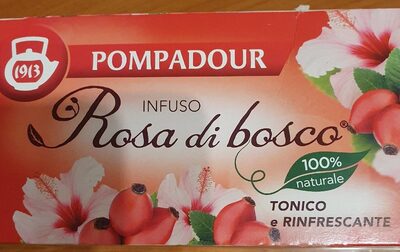 1913
POMPADOUR
INFUSO
Rosa di bosco®
100%
naturale
TONICO
e RINFRESCANTE